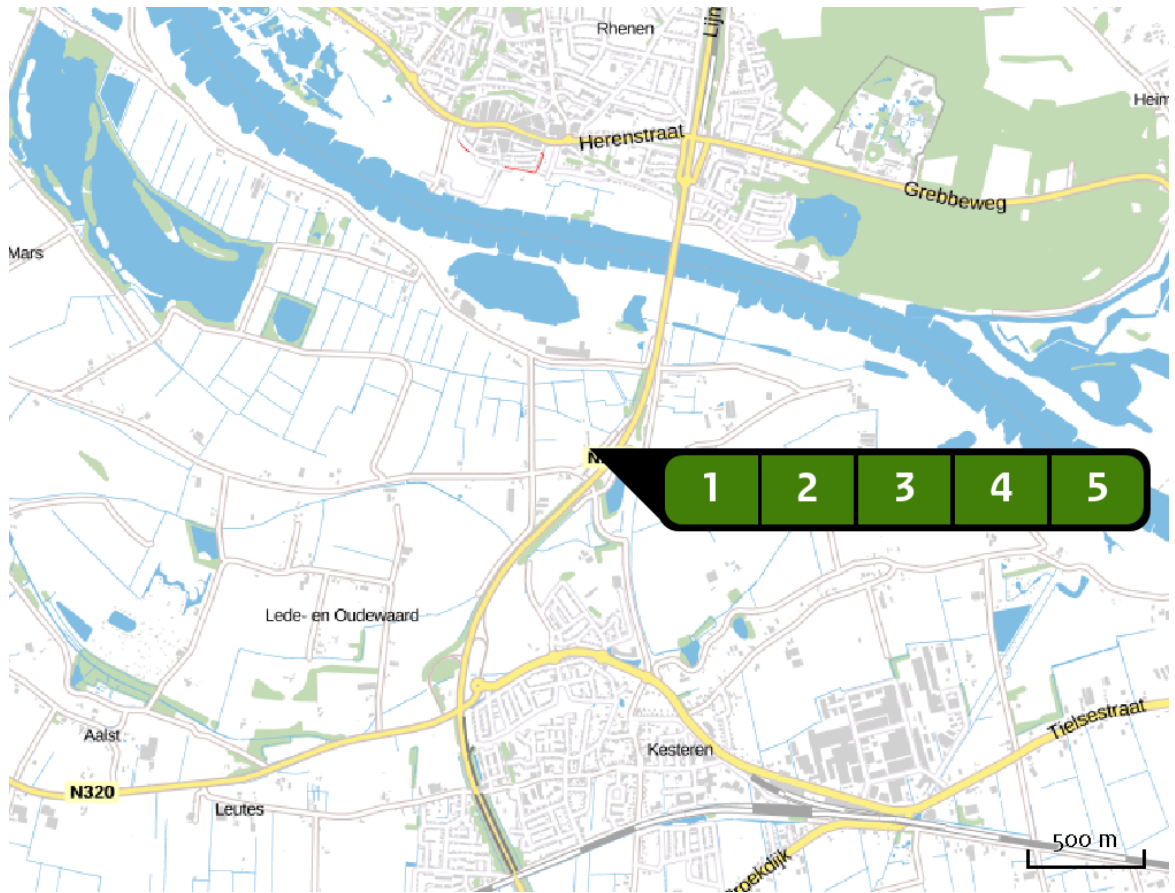 Rhenen
Lijn
Heim
Herenstraat
Grebbeweg
Mars
1 2 3 4 5
Lede- en Oudewaard
Aalst
Kesteren
Tielsestraat
N320
Leutes
500 m